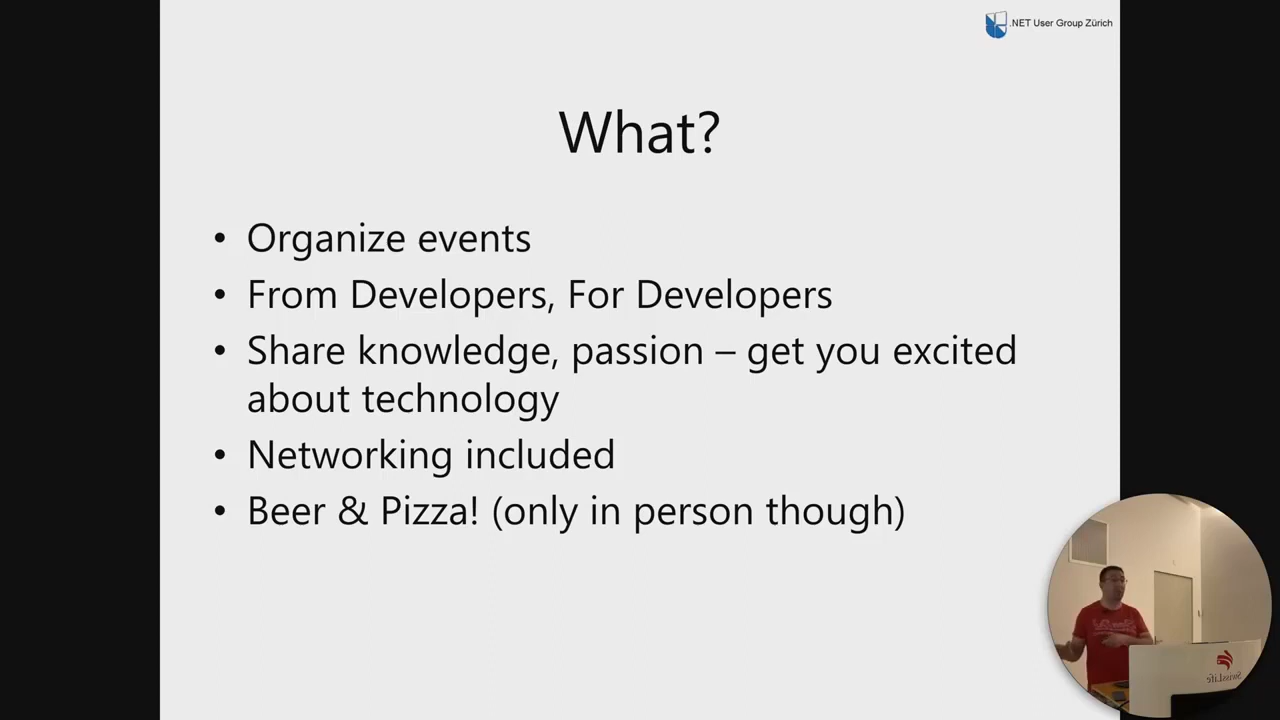 .NET User Group Zürich
What?
• Organize events
• From Developers, For Developers
• Share knowledge, passion – get you excited
about technology
• Networking included
• Beer & Pizza! (only in person though)
SwissLife